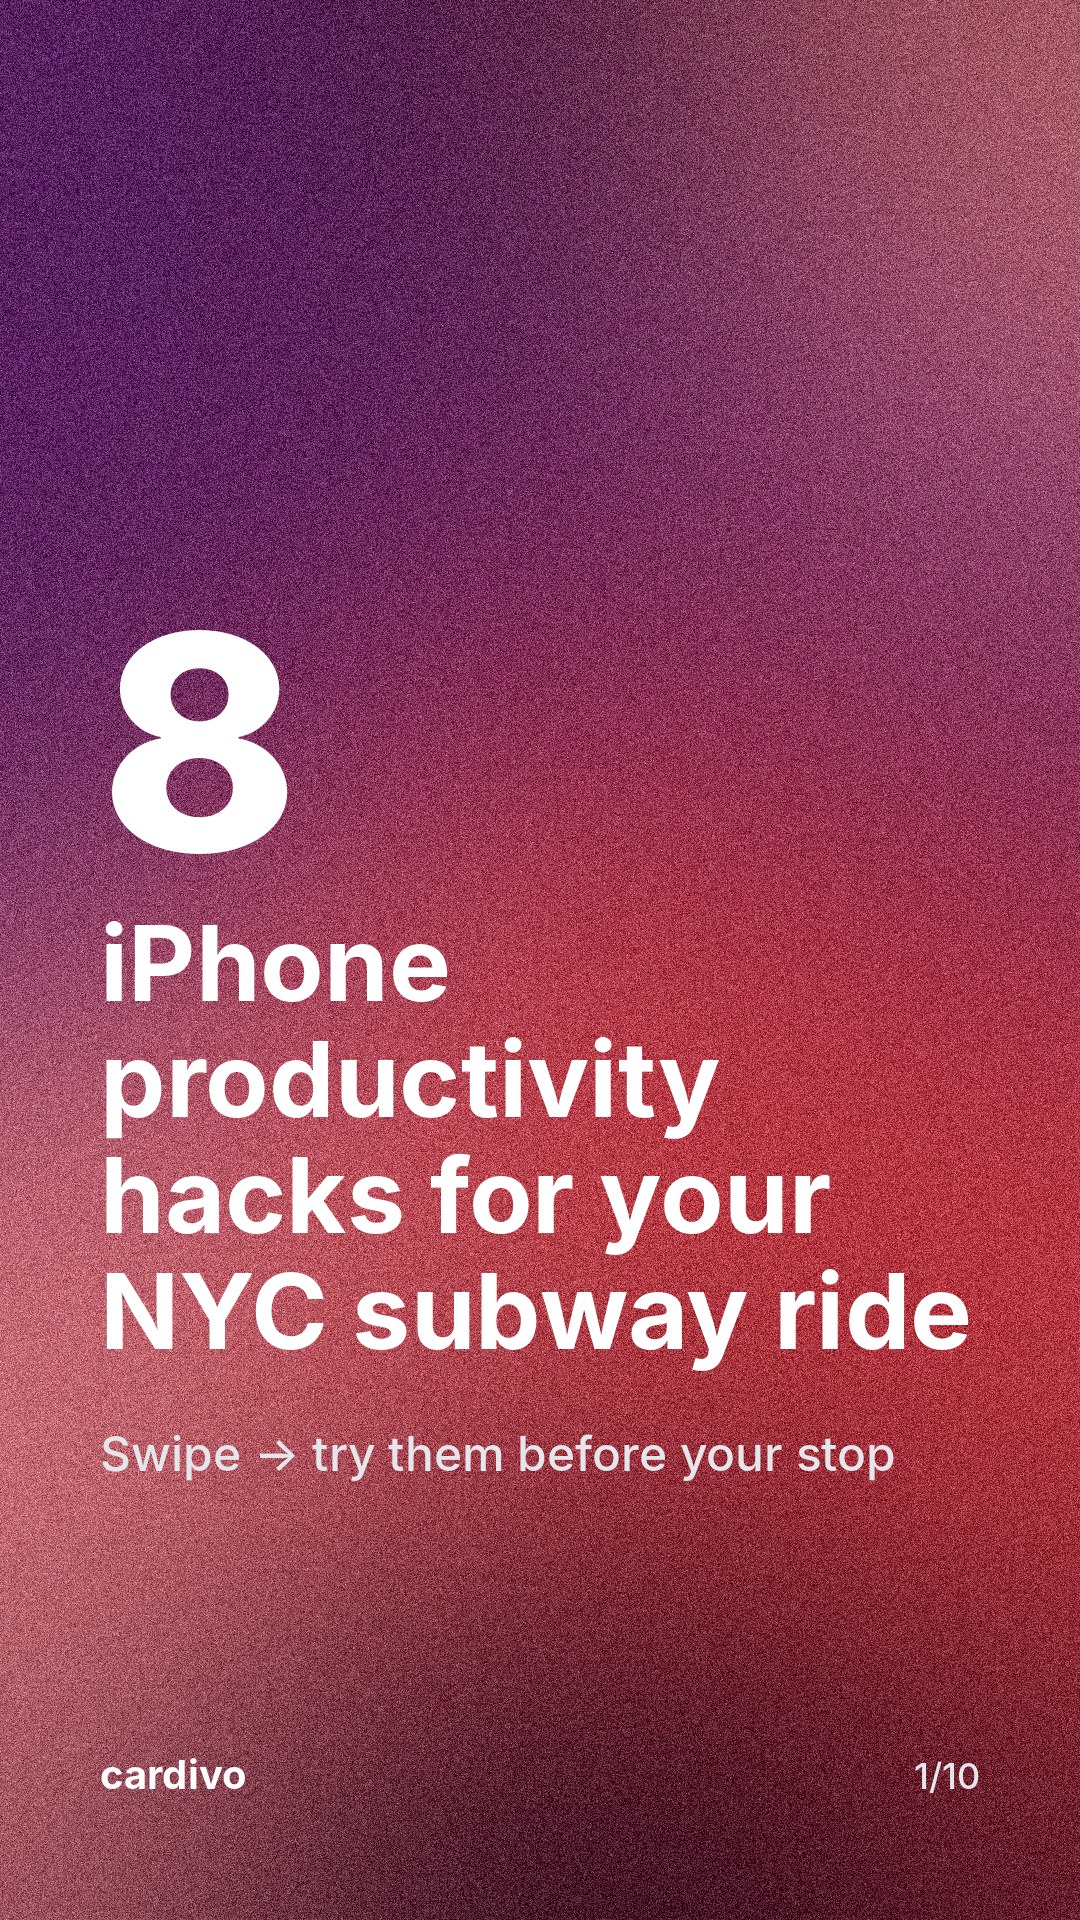 8
iPhone
productivity
hacks for your
NYC subway ride
Swipe → try them before your stop
cardivo
1/10